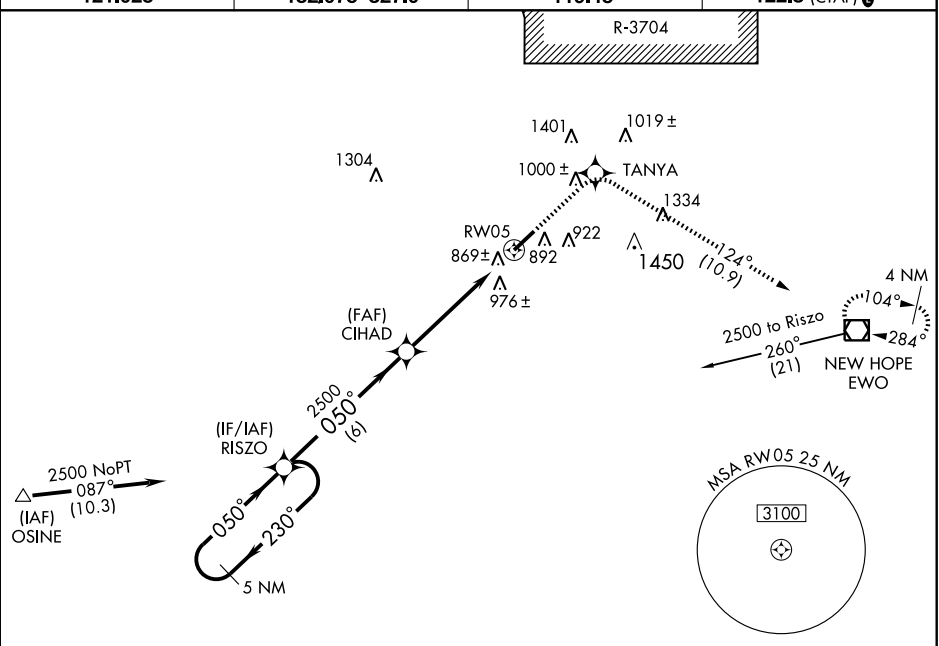 R-3704
1401
1019 ±
1304
1000 ±
TANYA
1334
RW05
869±
892
922
1450
124°
(10.9)
976 ±
4 NM
104°
284°
(FAF)
CIHAD
2500 to Riszo
260°
(21)
NEW HOPE
EWO
2500
050°
(6)
(IF/IAF)
RISZO
2500 NoPT
087°
(10.3)
(IAF)
OSINE
050°
230°
5 NM
MSA RW05 25 NM
3100